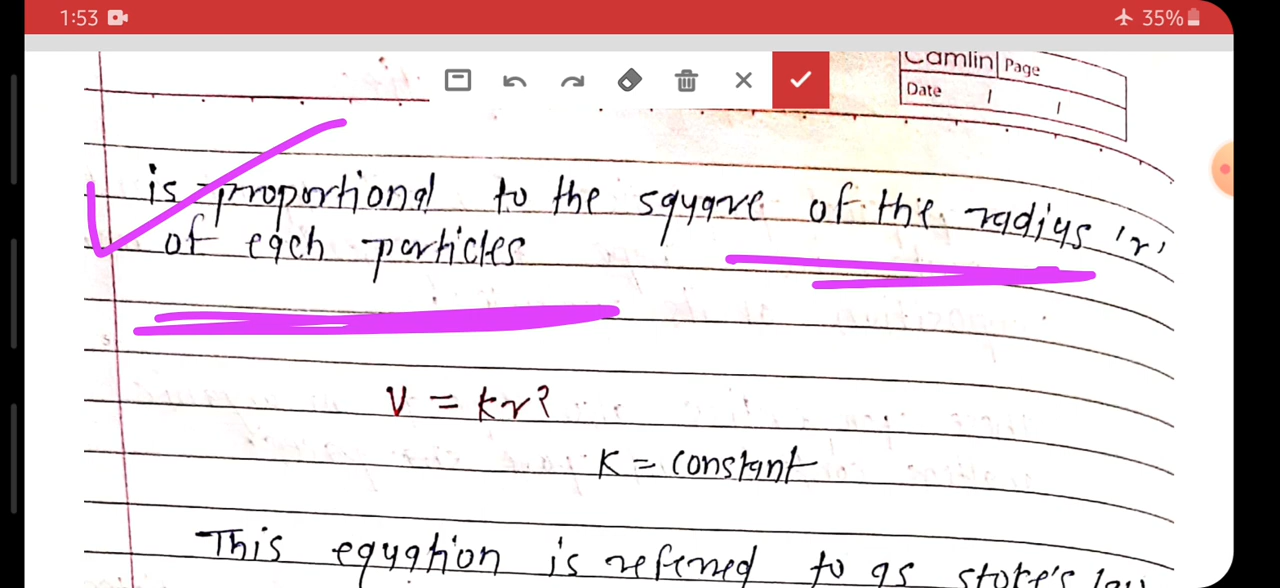 1:53 35%
Camlin Page
Date / /
is proportional to the square of the radius 'r'
of each particles
V = kr²
K = constant
This equation is referred to as stoke's law